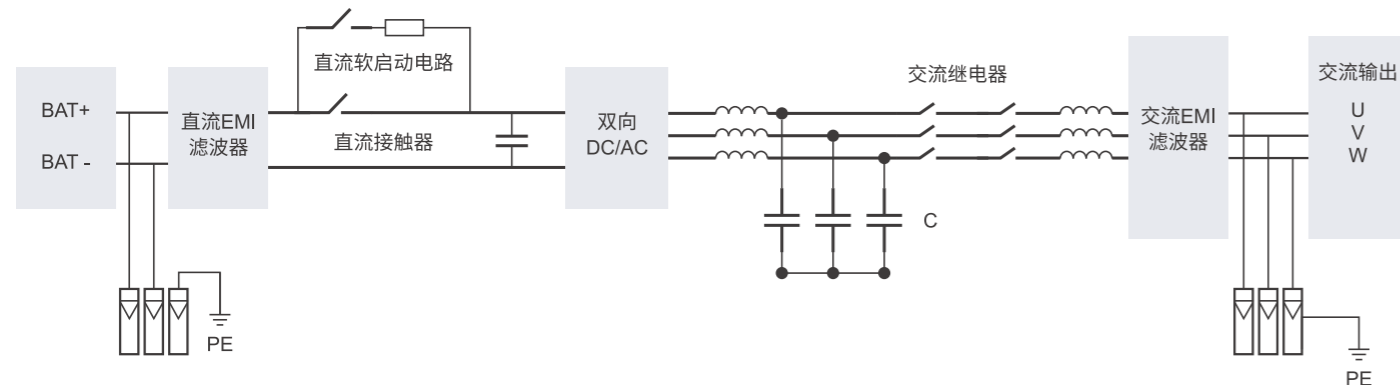 BAT+
BAT -
PE
直流EMI
滤波器
直流软启动电路
直流接触器
双向
DC/AC
交流继电器
C
交流EMI
滤波器
交流输出
U
V
W
PE